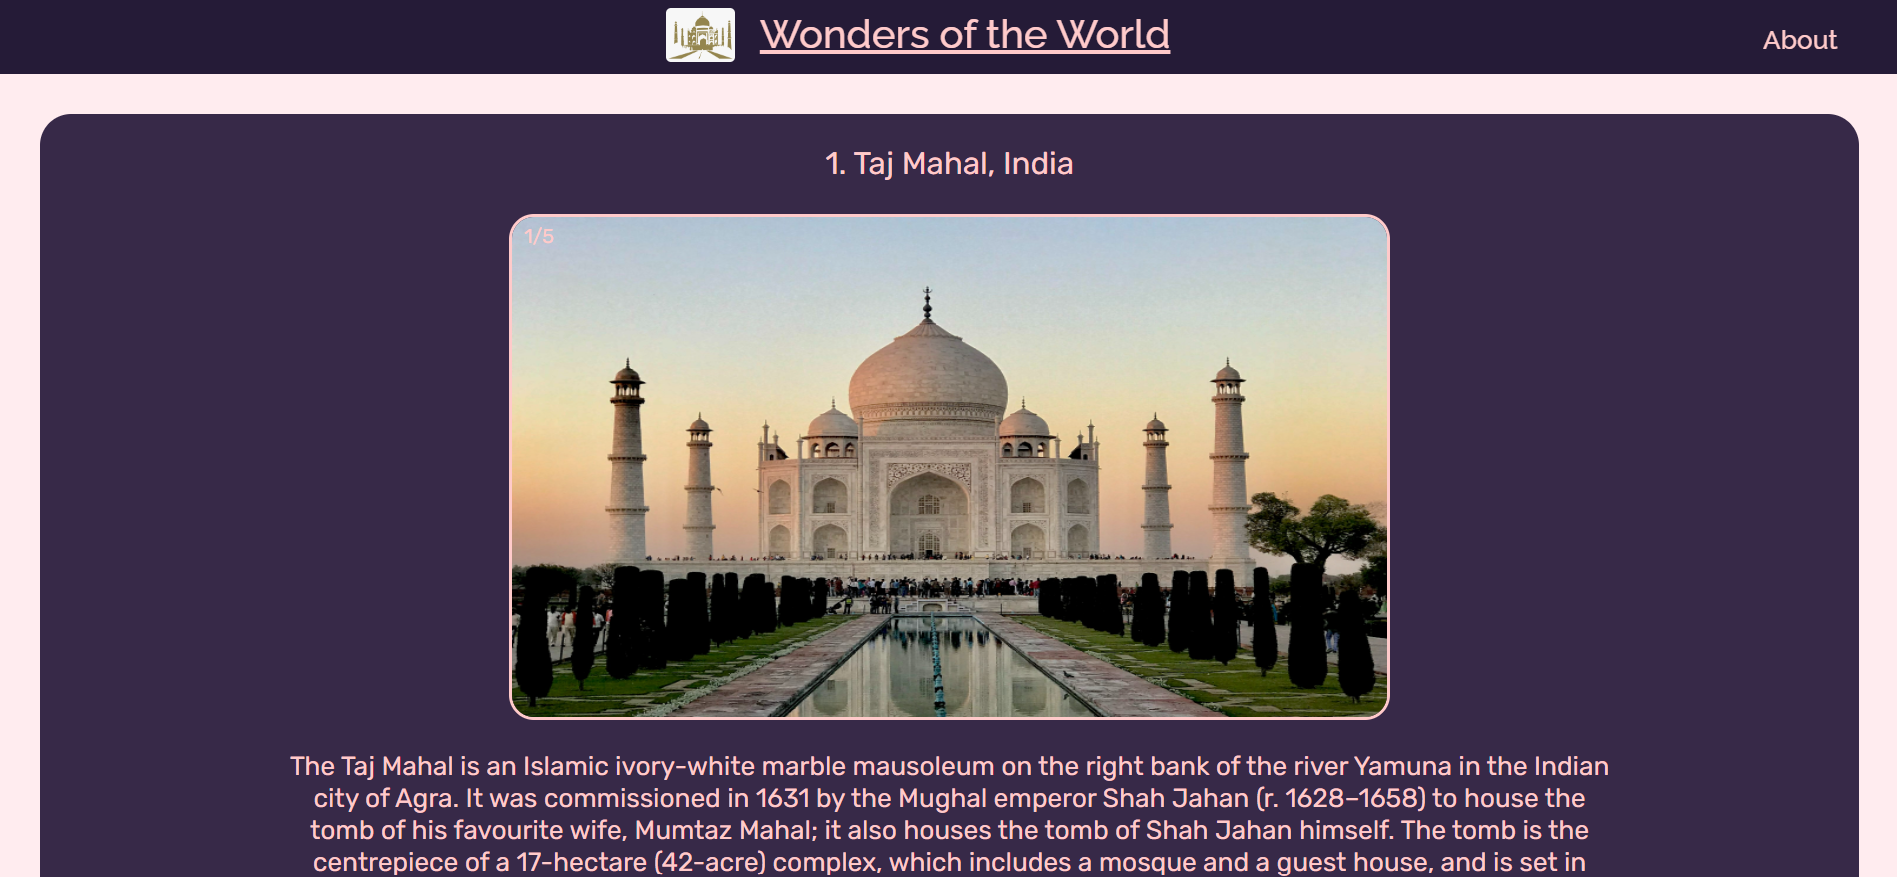 Wonders of the World
About
1. Taj Mahal, India
1/5
The Taj Mahal is an Islamic ivory-white marble mausoleum on the right bank of the river Yamuna in the Indian
city of Agra. It was commissioned in 1631 by the Mughal emperor Shah Jahan (r. 1628–1658) to house the
tomb of his favourite wife, Mumtaz Mahal; it also houses the tomb of Shah Jahan himself. The tomb is the
centrepiece of a 17-hectare (42-acre) complex, which includes a mosque and a guest house, and is set in